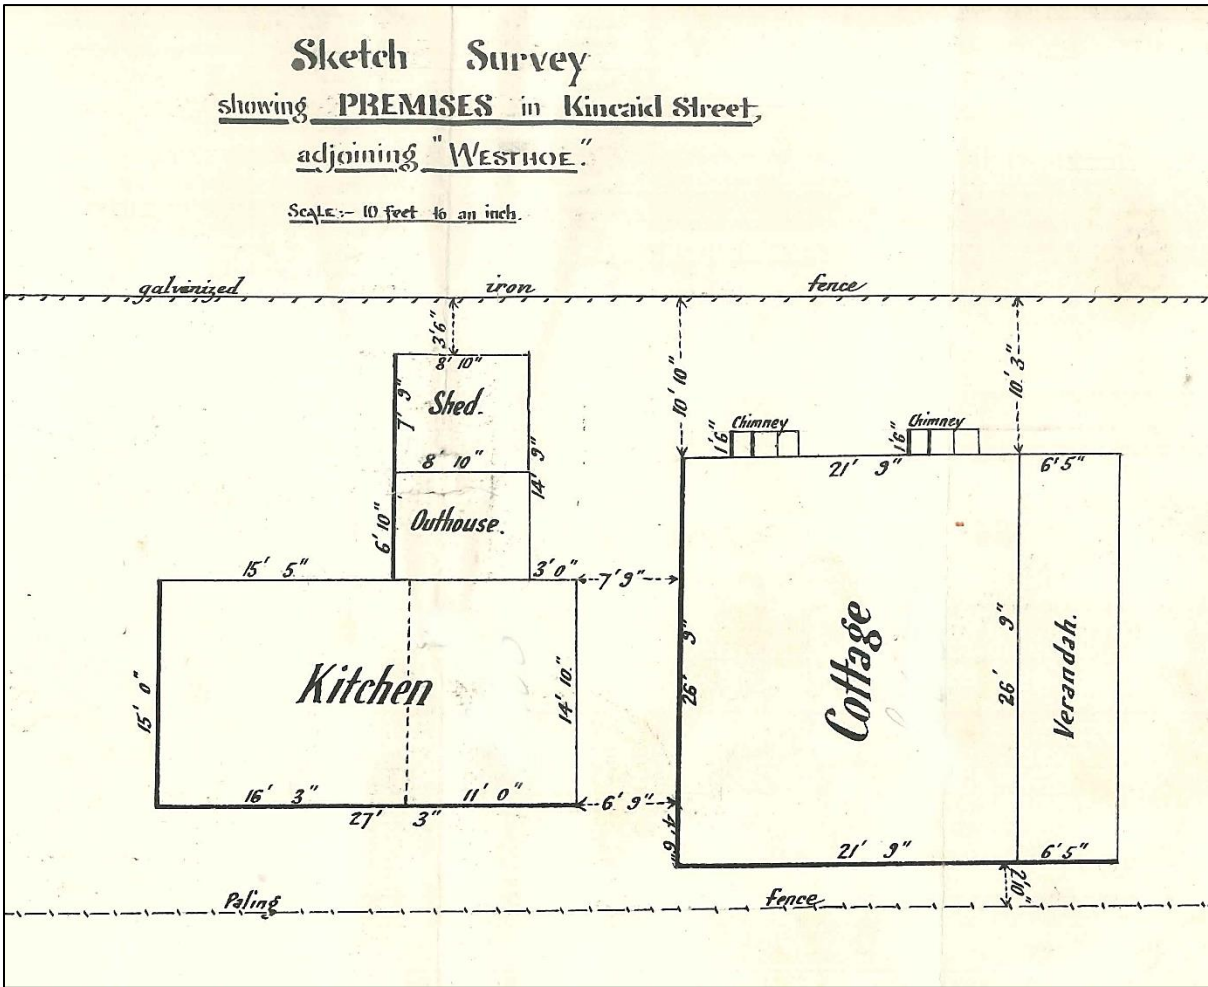 Sketch Survey
showing PREMISES in Kincaid Street,
adjoining "WESTHOE."
SCALE:- 10 feet to an inch.
galvinized iron fence
3'6"
8' 10"
7' 9"
Shed.
8' 10"
14' 9"
6' 10"
Outhouse.
15' 5"
3' 0"
7' 9"
15' 0"
Kitchen
14' 10"
16' 3"
11' 0"
27' 3"
6' 9"
10' 10"
10' 3"
1'6"
Chimney
1'6"
Chimney
21' 9"
6' 5"
26' 9"
Cottage
26' 9"
Verandah.
21' 9"
6' 5"
2'10"
Paling fence